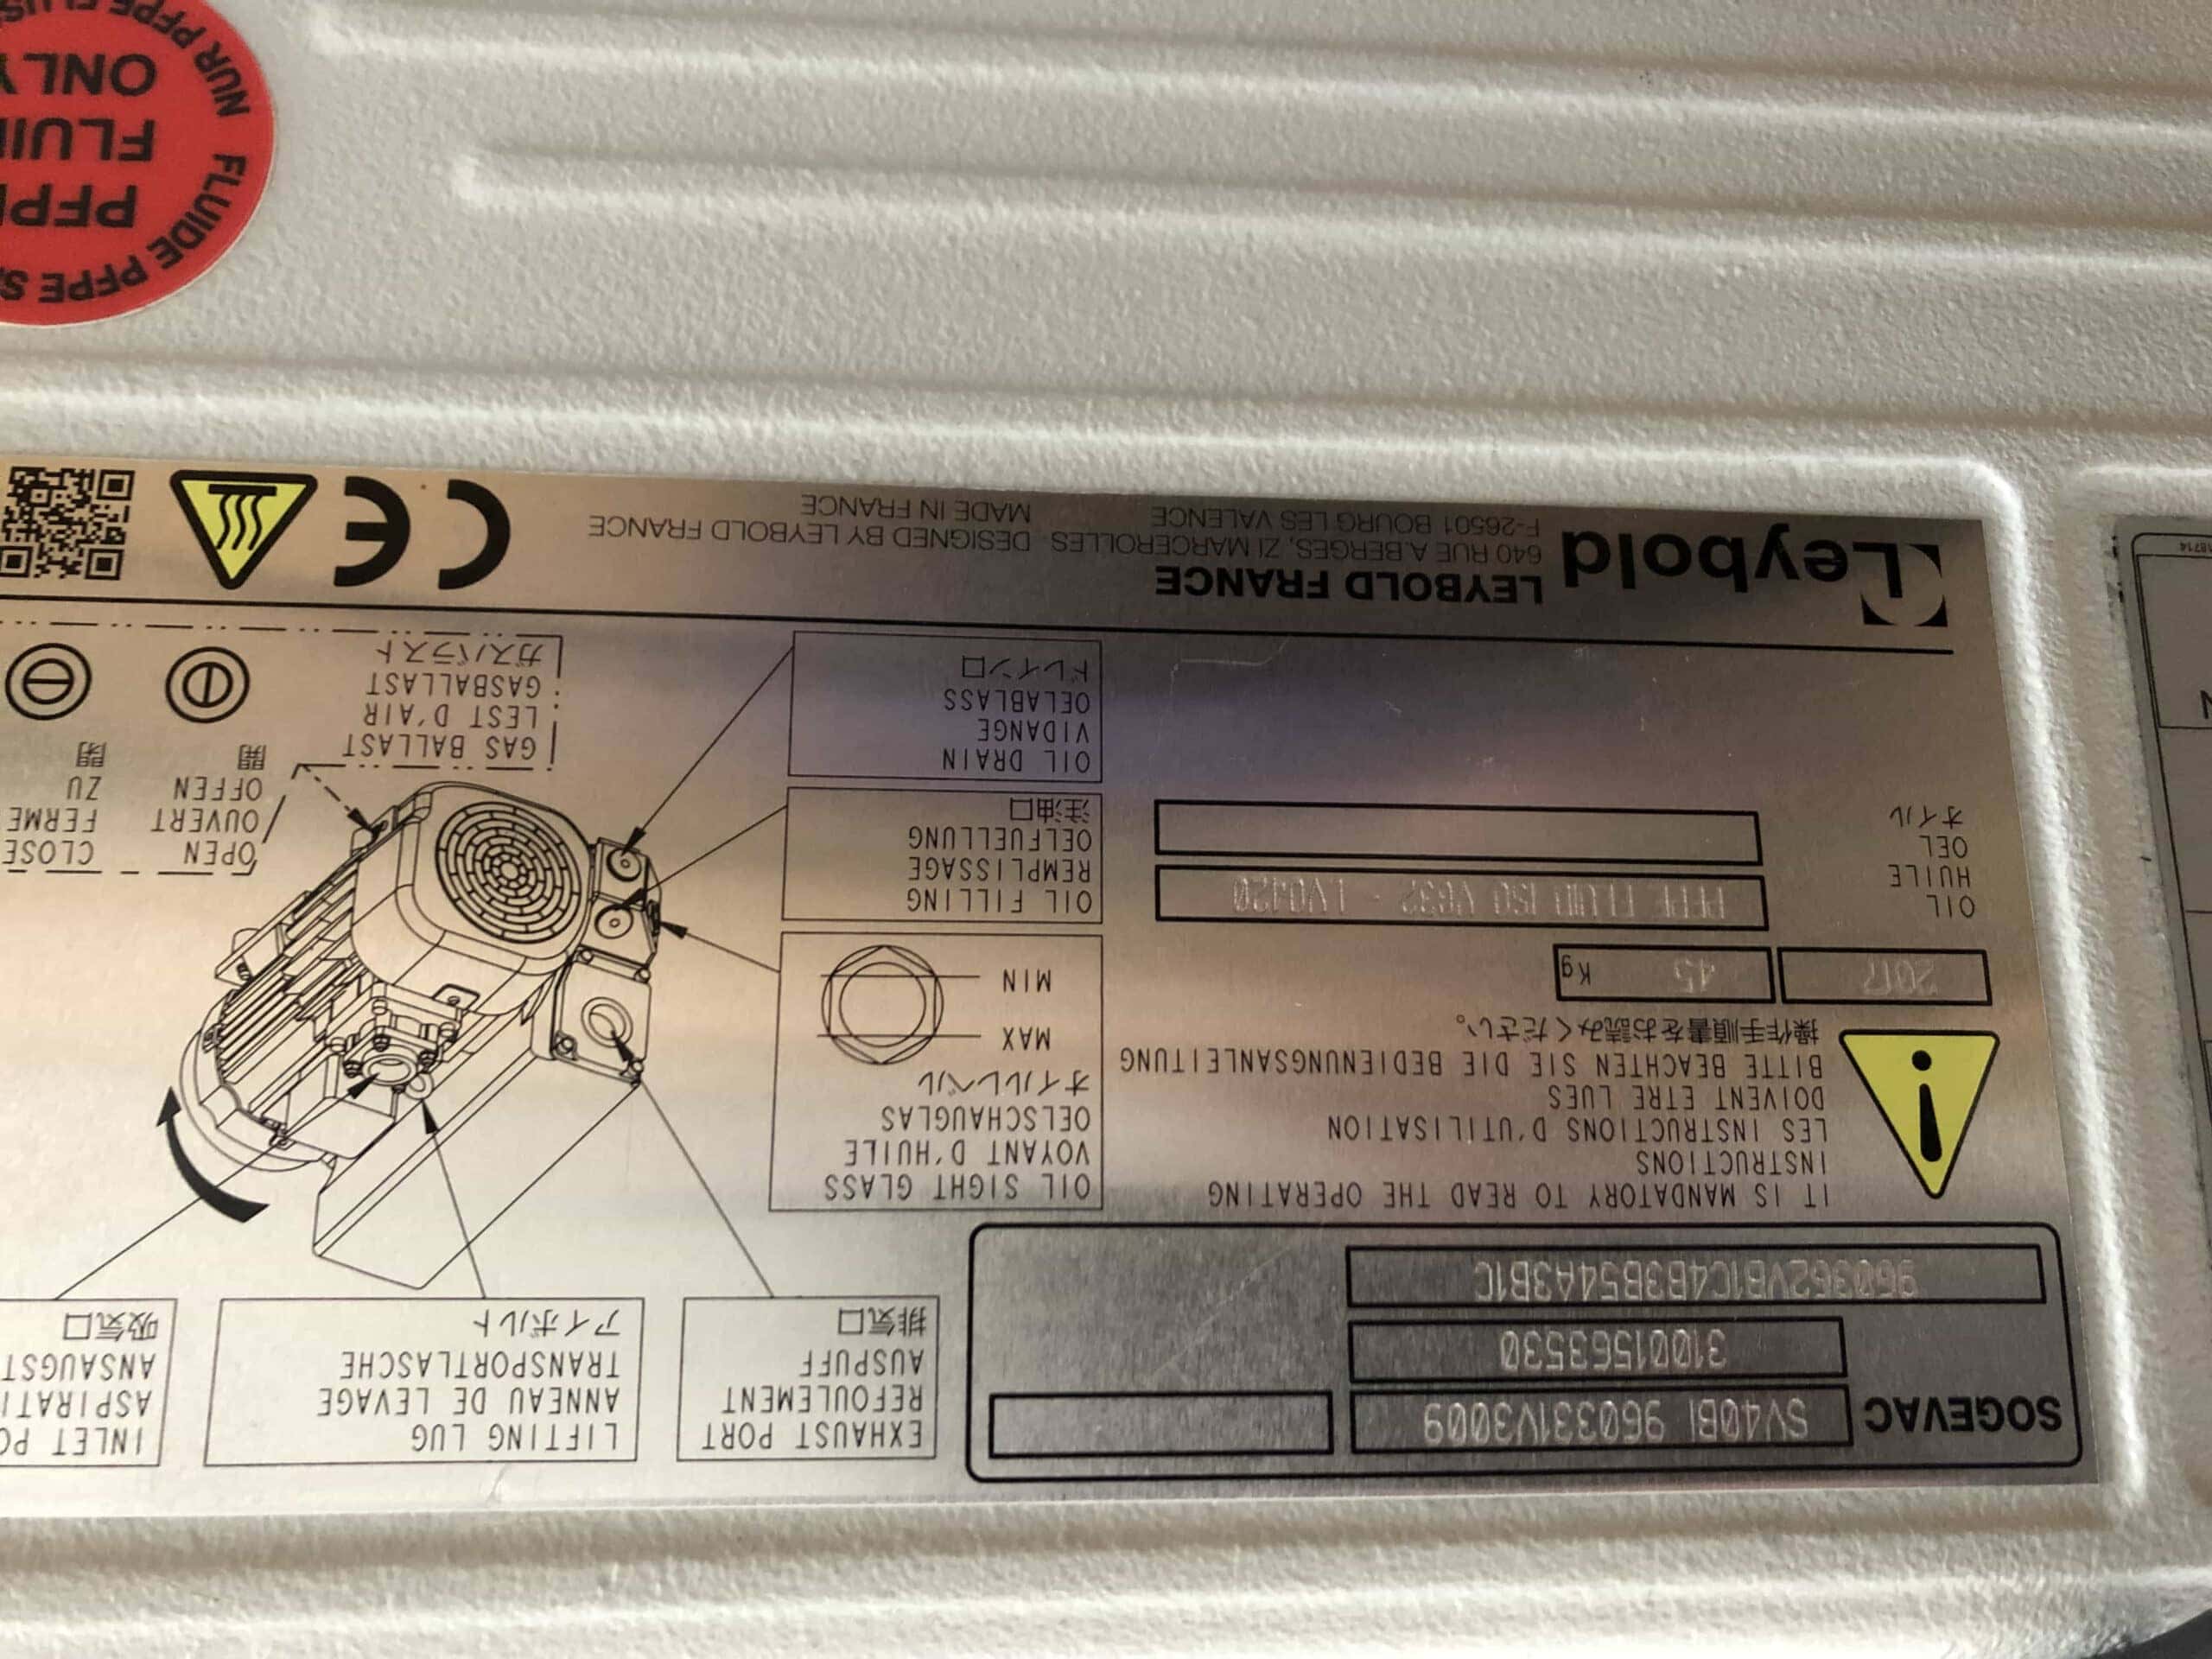 SOGEVAC
SV40BI 960331V3009
31001563530
960362VB1C4B3B54A3B1C
IT IS MANDATORY TO READ THE OPERATING
INSTRUCTIONS
LES INSTRUCTIONS D'UTILISATION
DOIVENT ETRE LUES
BITTE BEACHTEN SIE DIE BEDIENUNGSANLEITUNG
操作手順書をお読みください。
2017
45 Kg
OIL
HUILE
OEL
オイル
PFPE FLUID ISO VG32 - LVO420
Leybold
LEYBOLD FRANCE
640 RUE A.BERGES, ZI MARCEROLLES
F-26501 BOURG LES VALENCE
DESIGNED BY LEYBOLD FRANCE
MADE IN FRANCE
CE
EXHAUST PORT
REFOULEMENT
AUSPUFF
排気口
LIFTING LUG
ANNEAU DE LEVAGE
TRANSPORTLASCHE
アイボルト
INLET
吸気口
OIL SIGHT GLASS
VOYANT D'HUILE
OELSCHAUGLAS
オイルレベル
MAX
MIN
OIL FILLING
REMPLISSAGE
OELFUELLUNG
注油口
OIL DRAIN
VIDANGE
OELABLASS
ドレイン口
OPEN
OUVERT
OFFEN
開
CLOSE
FERME
ZU
閉
GAS BALLAST
LEST D'AIR
GASBALLAST
ガスバラスト
FLUIDE PFPE
PFPE
FLUID
ONLY
NUR PFPE